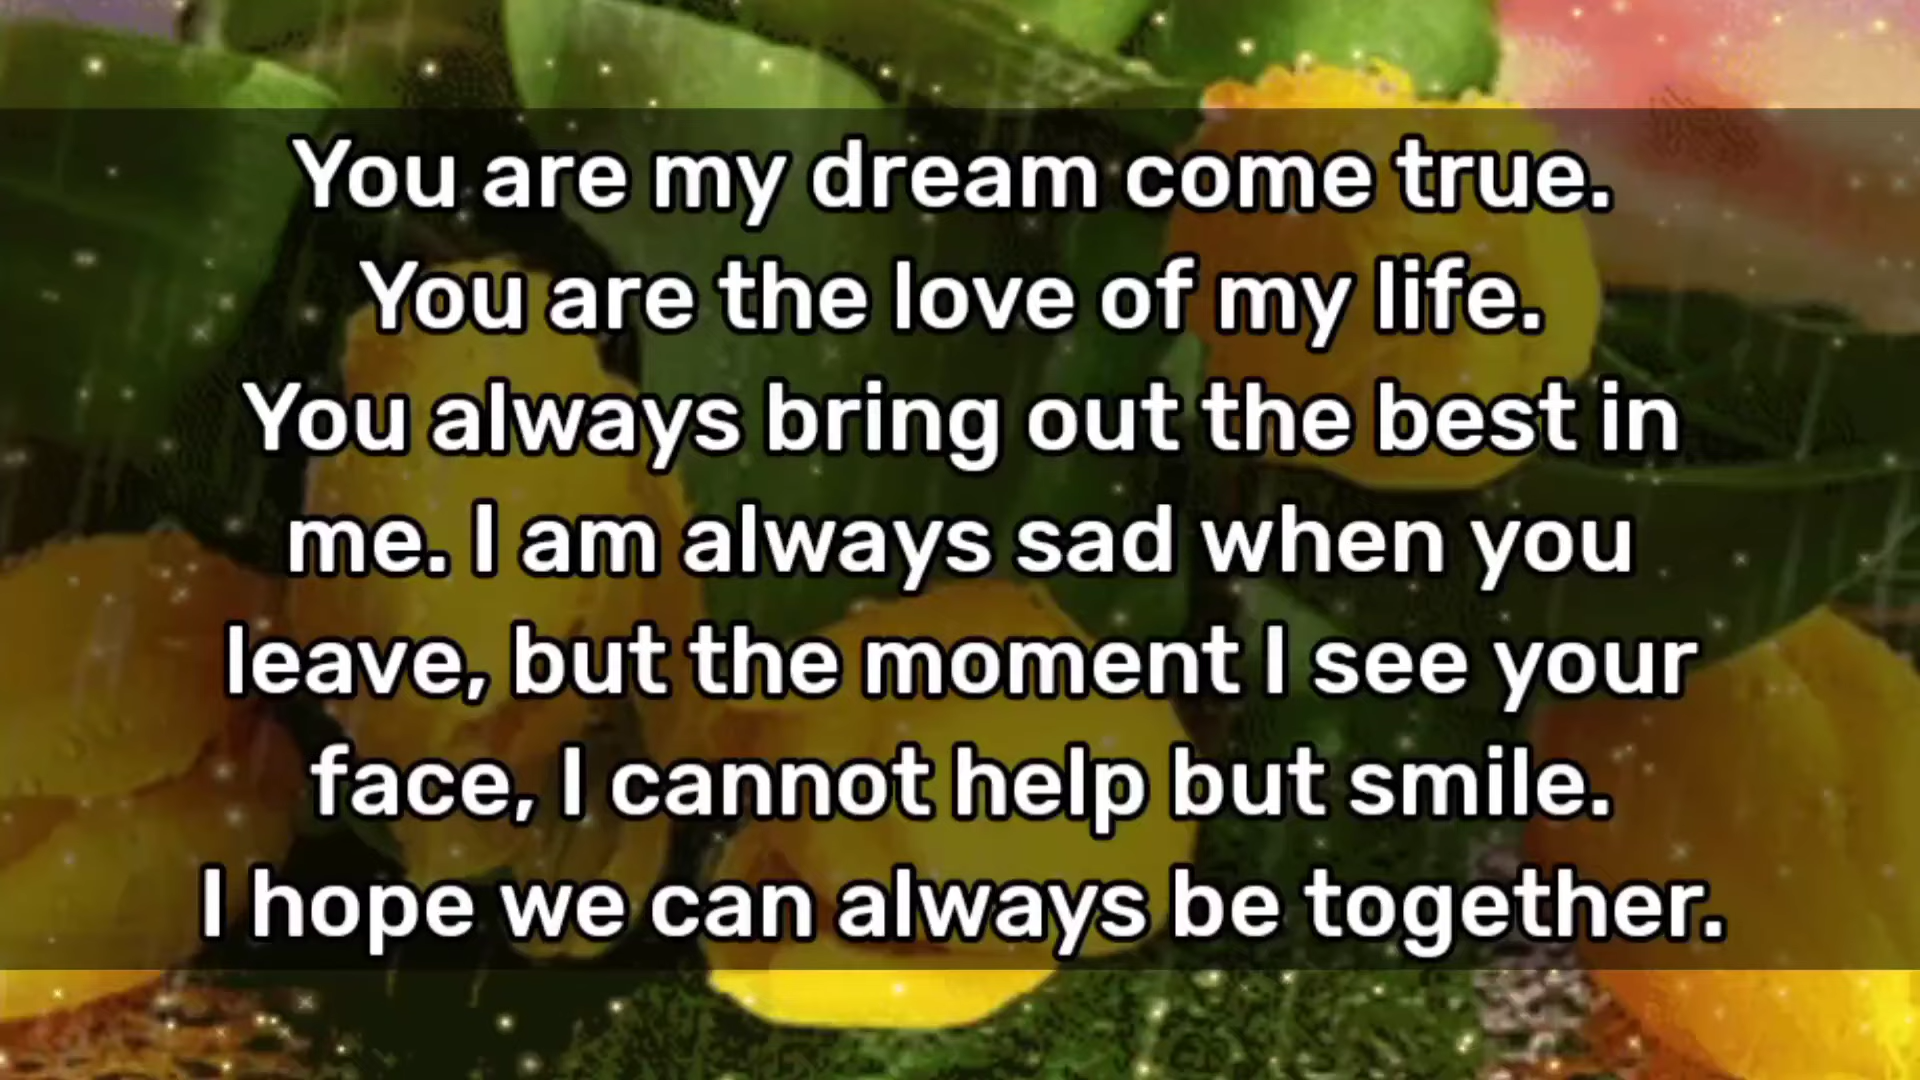 You are my dream come true.
You are the love of my life.
You always bring out the best in
me. I am always sad when you
leave, but the moment I see your
face, I cannot help but smile.
I hope we can always be together.